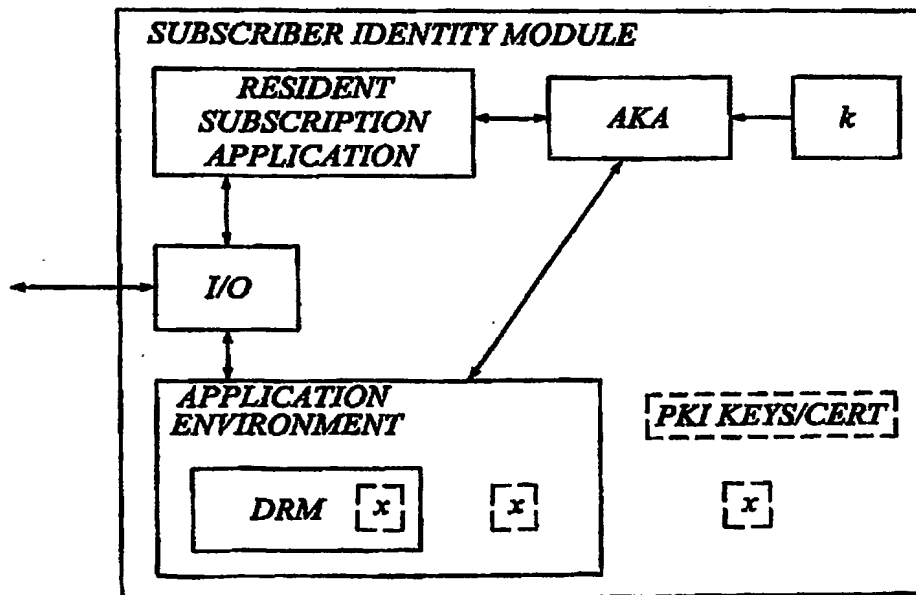 SUBSCRIBER IDENTITY MODULE
RESIDENT
SUBSCRIPTION
APPLICATION
AKA
k
I/O
APPLICATION
ENVIRONMENT
PKI KEYS/CERT
DRM
x
x
x